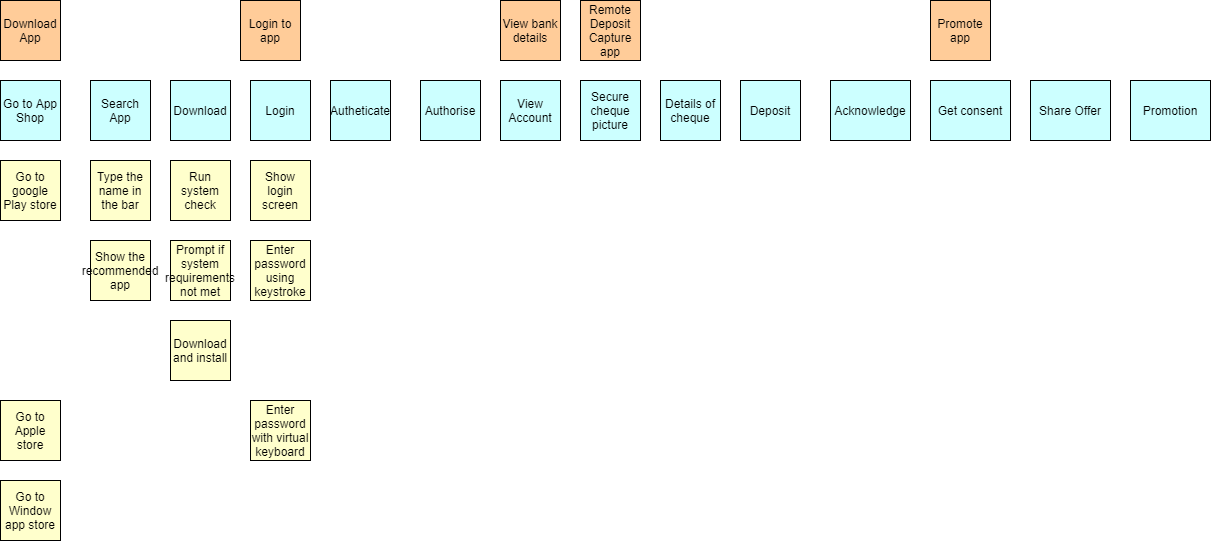 Download
App
Login to
app
View bank
details
Remote
Deposit
Capture
app
Promote
app
Go to App
Shop
Search
App
Download
Login
Autheticate
Authorise
View
Account
Secure
cheque
picture
Details of
cheque
Deposit
Acknowledge
Get consent
Share Offer
Promotion
Go to
google
Play store
Type the
name in
the bar
Run
system
check
Show
login
screen
Show the
recommended
app
Prompt if
system
requirements
not met
Enter
password
using
keystroke
Download
and install
Go to
Apple
store
Enter
password
with virtual
keyboard
Go to
Window
app store